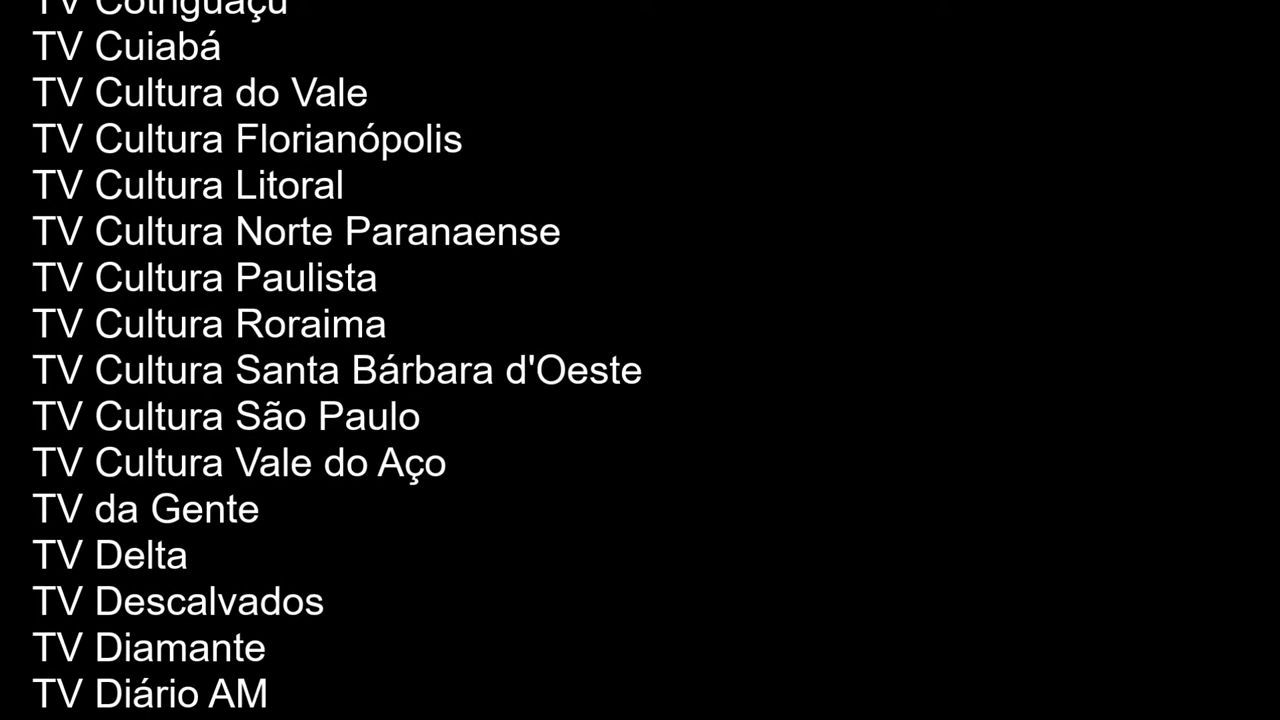 TV Cotriguaçu
TV Cuiabá
TV Cultura do Vale
TV Cultura Florianópolis
TV Cultura Litoral
TV Cultura Norte Paranaense
TV Cultura Paulista
TV Cultura Roraima
TV Cultura Santa Bárbara d'Oeste
TV Cultura São Paulo
TV Cultura Vale do Aço
TV da Gente
TV Delta
TV Descalvados
TV Diamante
TV Diário AM